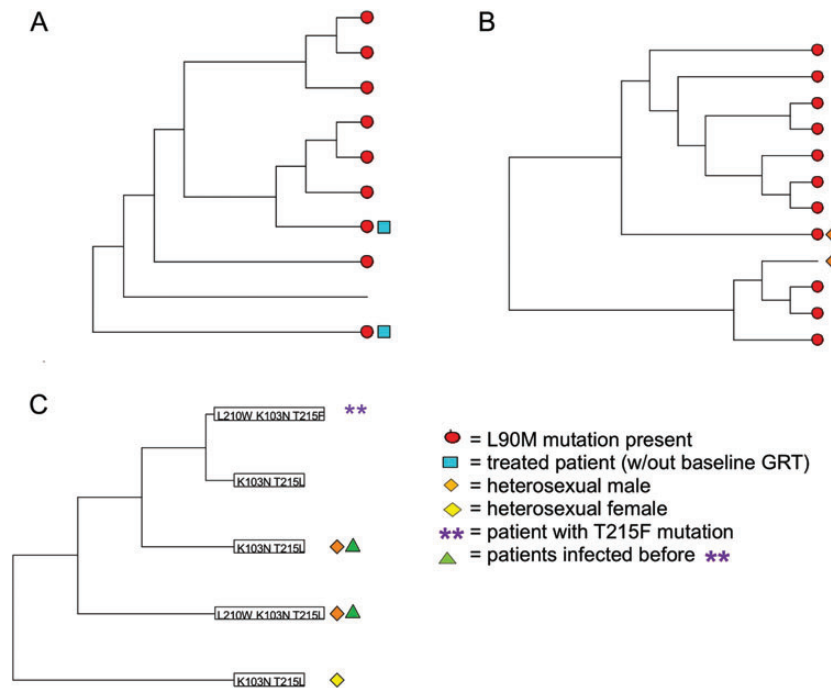 A
B
C
L210W K103N T215F **
K103N T215L
K103N T215L
L210W K103N T215L
K103N T215L
= L90M mutation present
= treated patient (w/out baseline GRT)
= heterosexual male
= heterosexual female
** = patient with T215F mutation
= patients infected before **